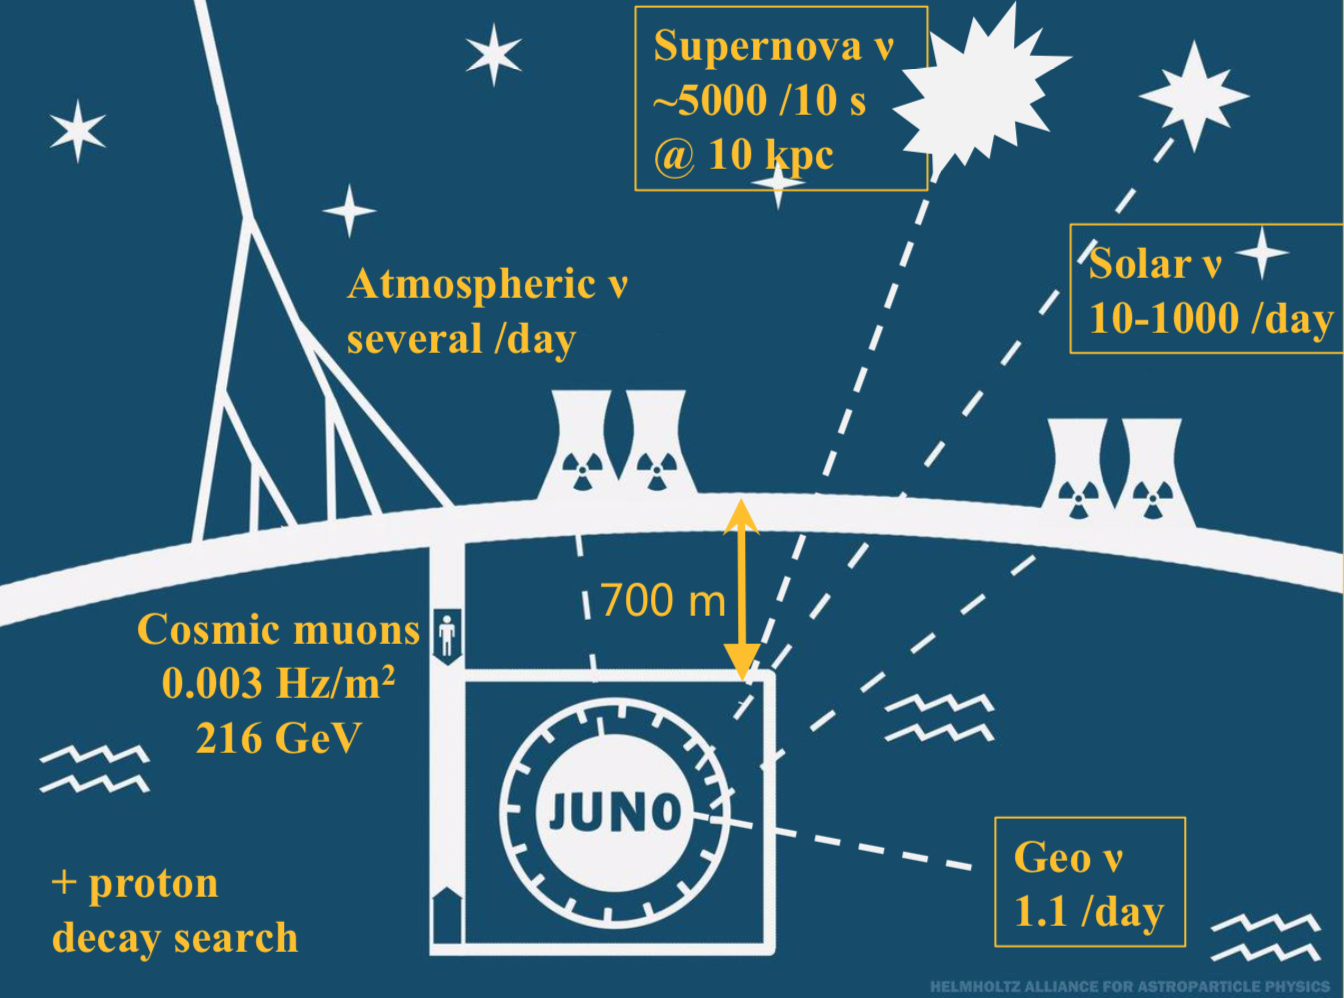 Supernova ν
~5000 /10 s
@ 10 kpc
Solar ν
10-1000 /day
Atmospheric ν
several /day
700 m
Cosmic muons
0.003 Hz/m²
216 GeV
JUNO
Geo ν
1.1 /day
+ proton
decay search
HELMHOLTZ ALLIANCE FOR ASTROPARTICLE PHYSICS